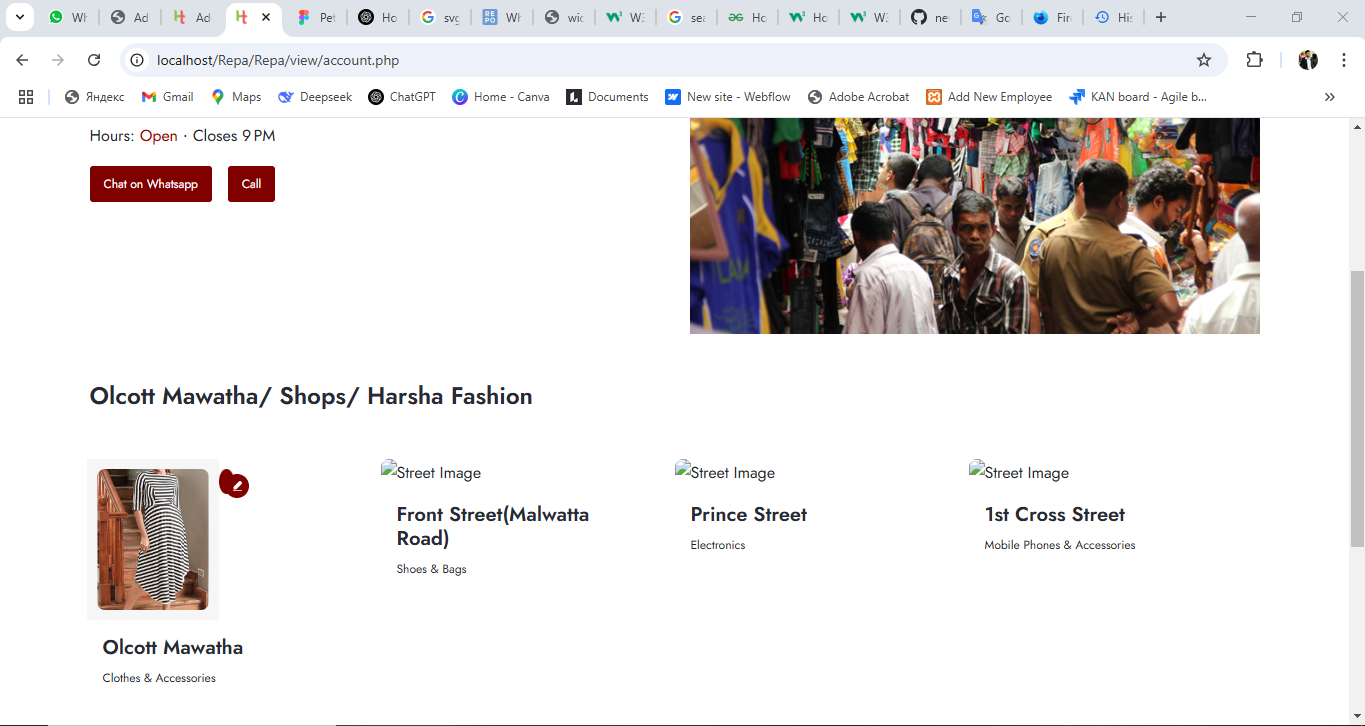 Wh
Ad
Ad
Pet
Ho
svg
Wh
wid
W3
sea
Ho
Ho
W3
ne
Go
Fire
His
localhost/Repa/Repa/view/account.php
Яндекс
Gmail
Maps
Deepseek
ChatGPT
Home - Canva
Documents
New site - Webflow
Adobe Acrobat
Add New Employee
KAN board - Agile b...
Hours: Open · Closes 9 PM
Chat on Whatsapp
Call
Olcott Mawatha/ Shops/ Harsha Fashion
Street Image
Street Image
Street Image
Front Street(Malwatta
Road)
Shoes & Bags
Prince Street
Electronics
1st Cross Street
Mobile Phones & Accessories
Olcott Mawatha
Clothes & Accessories